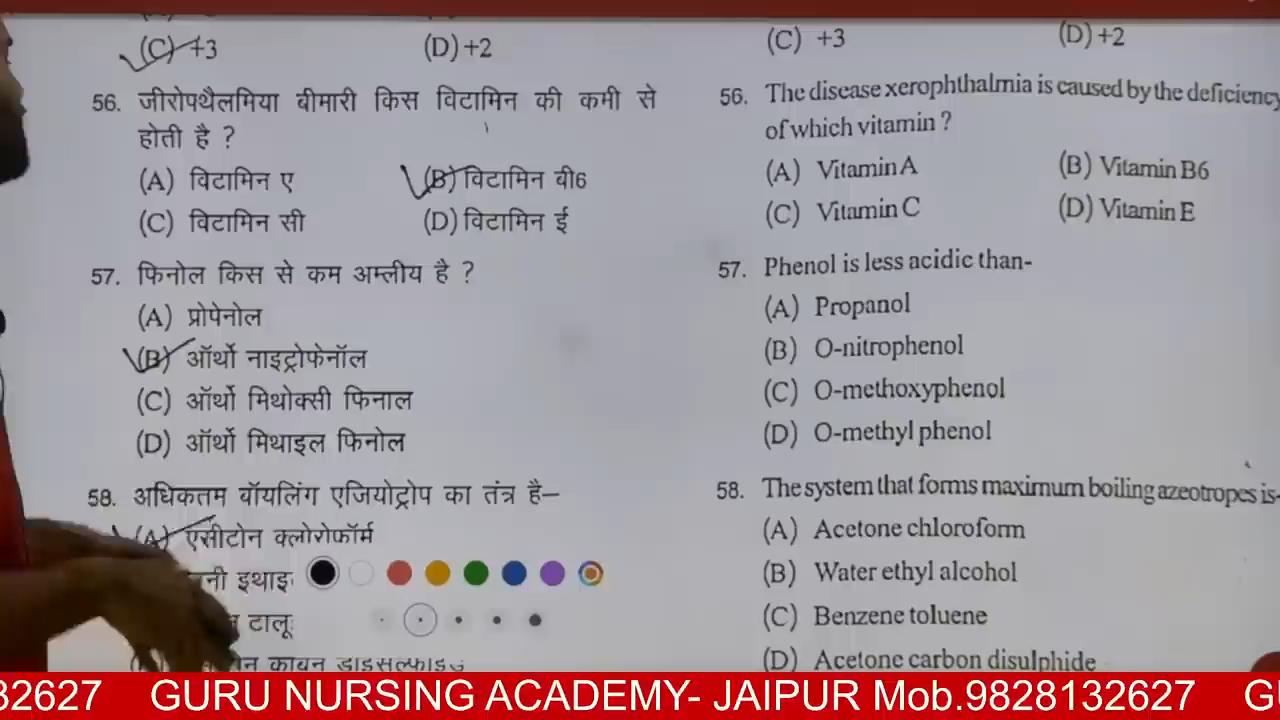 (C) +3 (D) +2
56. जीरोपथैलमिया बीमारी किस विटामिन की कमी से
होती है ?
(A) विटामिन ए (B) विटामिन बी6
(C) विटामिन सी (D) विटामिन ई
57. फिनोल किस से कम अम्लीय है ?
(A) प्रोपेनोल
(B) ऑर्थो नाइट्रोफेनॉल
(C) ऑर्थो मिथोक्सी फिनाल
(D) ऑर्थो मिथाइल फिनोल
58. अधिकतम बॉयलिंग एजियोट्रोप का तंत्र है–
(A) एसीटोन क्लोरोफॉर्म
(C) +3 (D) +2
56. The disease xerophthalmia is caused by the deficiency
of which vitamin ?
(A) Vitamin A (B) Vitamin B6
(C) Vitamin C (D) Vitamin E
57. Phenol is less acidic than-
(A) Propanol
(B) O-nitrophenol
(C) O-methoxyphenol
(D) O-methyl phenol
58. The system that forms maximum boiling azeotropes is-
(A) Acetone chloroform
(B) Water ethyl alcohol
(C) Benzene toluene
(D) Acetone carbon disulphide
32627 GURU NURSING ACADEMY- JAIPUR Mob.9828132627 G